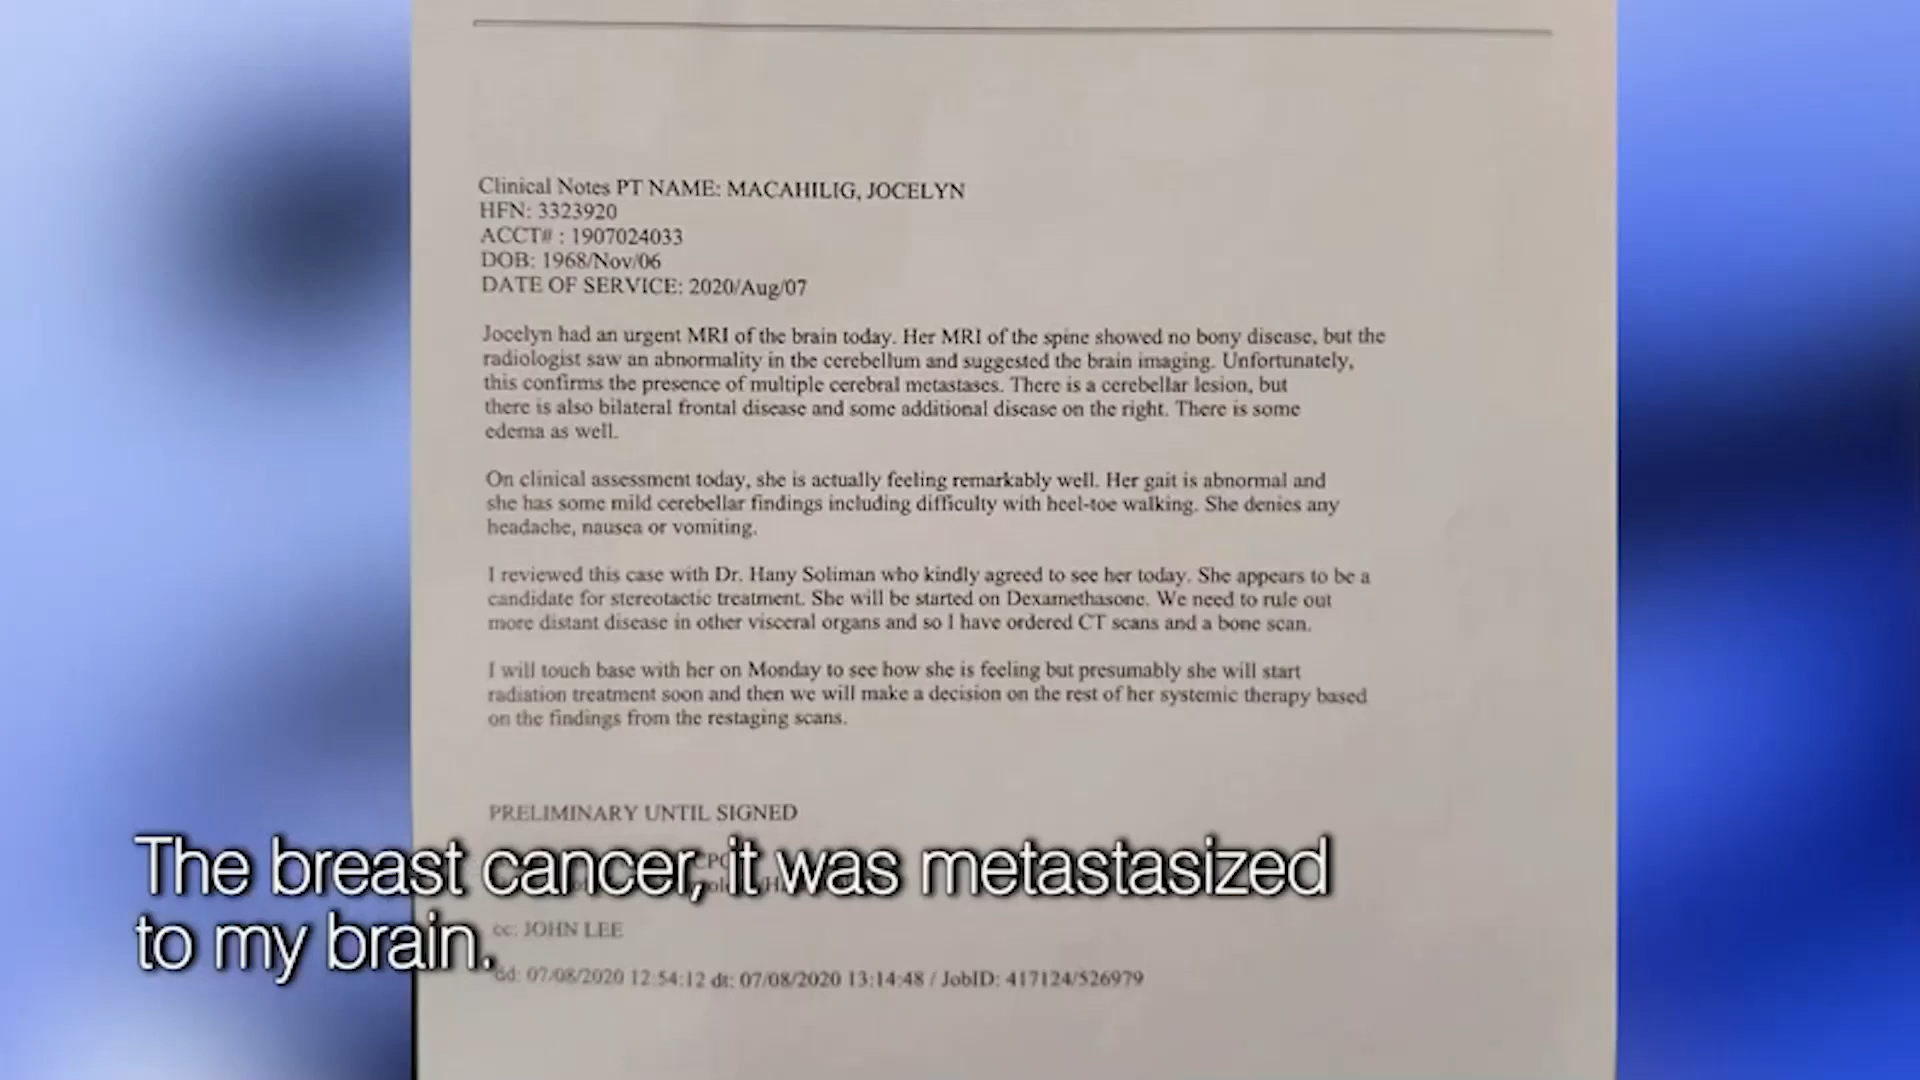 Clinical Notes PT NAME: MACAHILIG, JOCELYN
HFN: 3323920
ACCT# : 1907024033
DOB: 1968/Nov/06
DATE OF SERVICE: 2020/Aug/07
Jocelyn had an urgent MRI of the brain today. Her MRI of the spine showed no bony disease, but the
radiologist saw an abnormality in the cerebellum and suggested the brain imaging. Unfortunately,
this confirms the presence of multiple cerebral metastases. There is a cerebellar lesion, but
there is also bilateral frontal disease and some additional disease on the right. There is some
edema as well.
On clinical assessment today, she is actually feeling remarkably well. Her gait is abnormal and
she has some mild cerebellar findings including difficulty with heel-toe walking. She denies any
headache, nausea or vomiting.
I reviewed this case with Dr. Hany Soliman who kindly agreed to see her today. She appears to be a
candidate for stereotactic treatment. She will be started on Dexamethasone. We need to rule out
more distant disease in other visceral organs and so I have ordered CT scans and a bone scan.
I will touch base with her on Monday to see how she is feeling but presumably she will start
radiation treatment soon and then we will make a decision on the rest of her systemic therapy based
on the findings from the restaging scans.
PRELIMINARY UNTIL SIGNED
The breast cancer, it was metastasized
to my brain.
cc: JOHN LEE
dd: 07/08/2020 12:54:12 dt: 07/08/2020 13:14:48 / JobID: 417124/526979